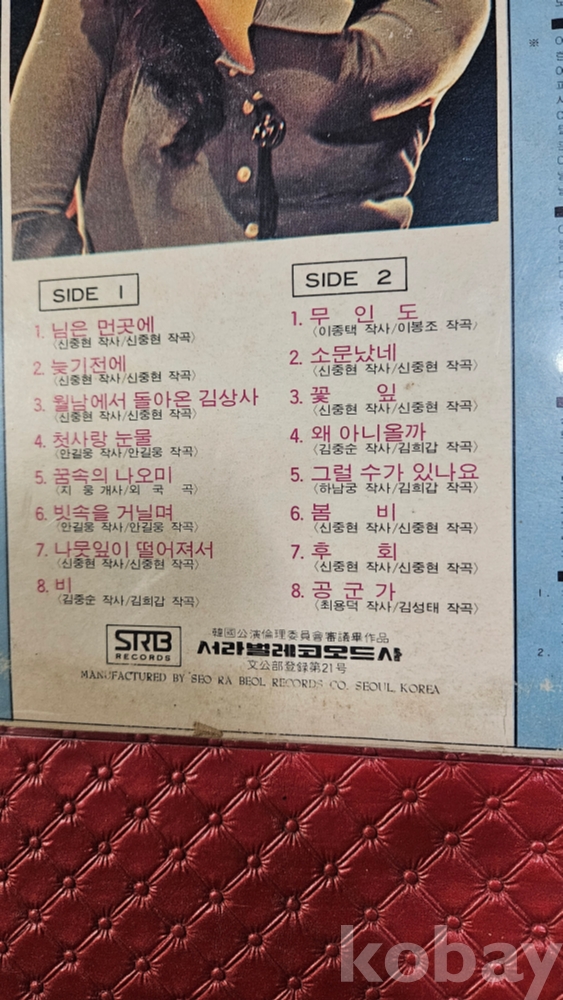 SIDE 1
1. 님은 먼곳에
〈신중현 작사/신중현 작곡〉
2. 늦기전에
〈신중현 작사/신중현 작곡〉
3. 월남에서 돌아온 김상사
〈신중현 작사/신중현 작곡〉
4. 첫사랑 눈물
〈안길웅 작사/안길웅 작곡〉
5. 꿈속의 나오미
〈지 웅 개사/외 국 곡〉
6. 빗속을 거닐며
〈안길웅 작사/안길웅 작곡〉
7. 나뭇잎이 떨어져서
〈신중현 작사/신중현 작곡〉
8. 비
〈김중순 작사/김희갑 작곡〉
SIDE 2
1. 무 인 도
〈이종택 작사/이봉조 작곡〉
2. 소문났네
〈신중현 작사/신중현 작곡〉
3. 꽃 잎
〈신중현 작사/신중현 작곡〉
4. 왜 아니올까
〈김중순 작사/김희갑 작곡〉
5. 그럴 수가 있나요
〈하남궁 작사/김희갑 작곡〉
6. 봄 비
〈신중현 작사/신중현 작곡〉
7. 후 회
〈신중현 작사/신중현 작곡〉
8. 공 군 가
〈최용덕 작사/김성태 작곡〉
SRB
RECORDS
韓國公演倫理委員會審議畢作品
서라벌레코오드사
文公部登録第21号
MANUFACTURED BY SEO RA BEOL RECORDS CO. SEOUL, KOREA
※
1.
2.
kobay